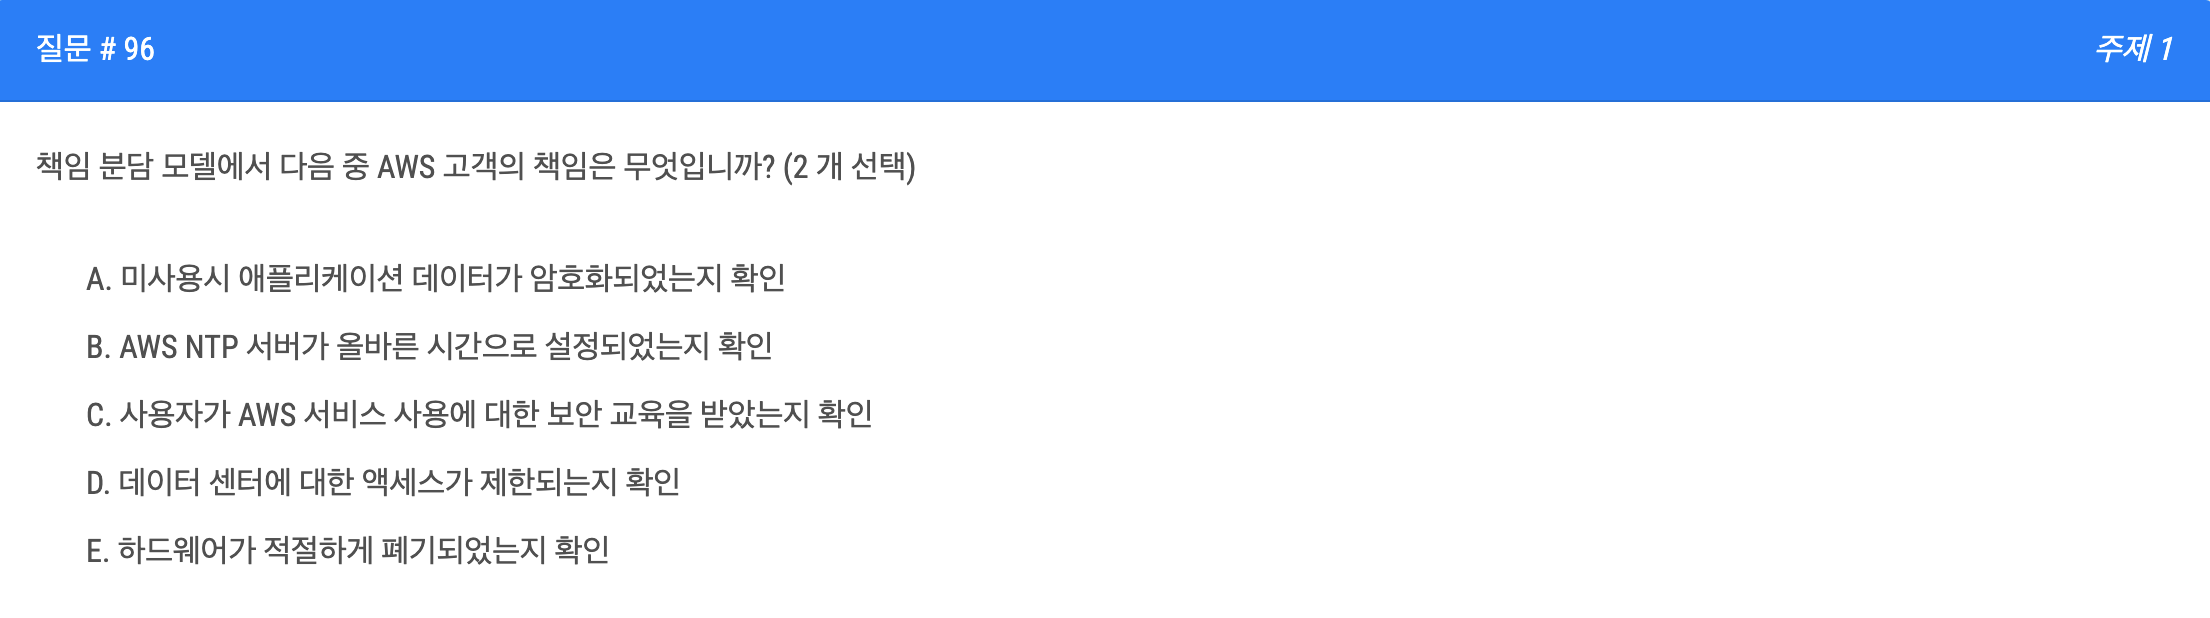 질문 # 96
주제 1
책임 분담 모델에서 다음 중 AWS 고객의 책임은 무엇입니까? (2 개 선택)
A. 미사용시 애플리케이션 데이터가 암호화되었는지 확인
B. AWS NTP 서버가 올바른 시간으로 설정되었는지 확인
C. 사용자가 AWS 서비스 사용에 대한 보안 교육을 받았는지 확인
D. 데이터 센터에 대한 액세스가 제한되는지 확인
E. 하드웨어가 적절하게 폐기되었는지 확인